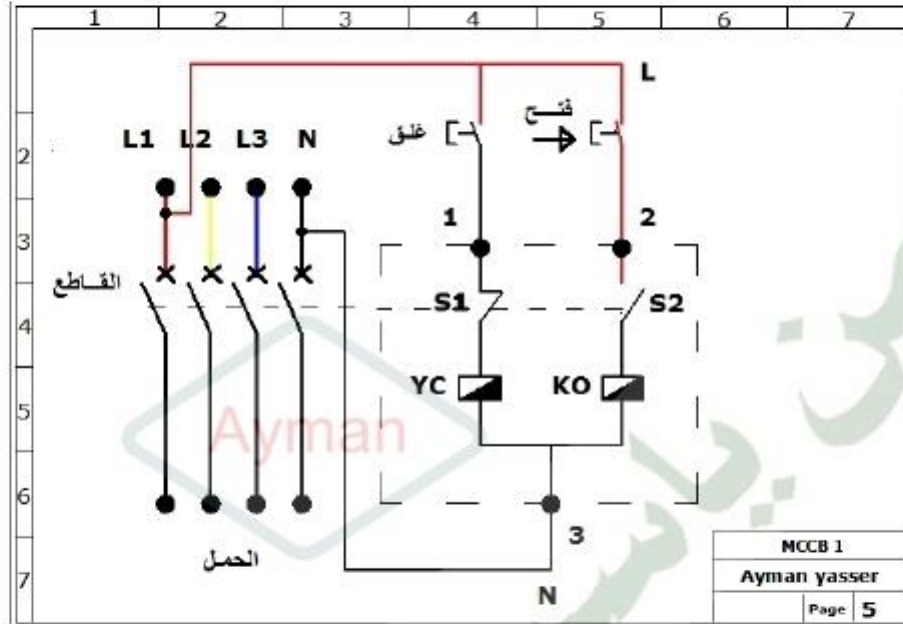 1 2 3 4 5 6 7
L
فتح
غلق
L1 L2 L3 N
2
1 2
3
القاطع
S1 S2
4
YC KO
5
Ayman
6
3
الحمل
7
N
MCCB 1
Ayman yasser
Page 5